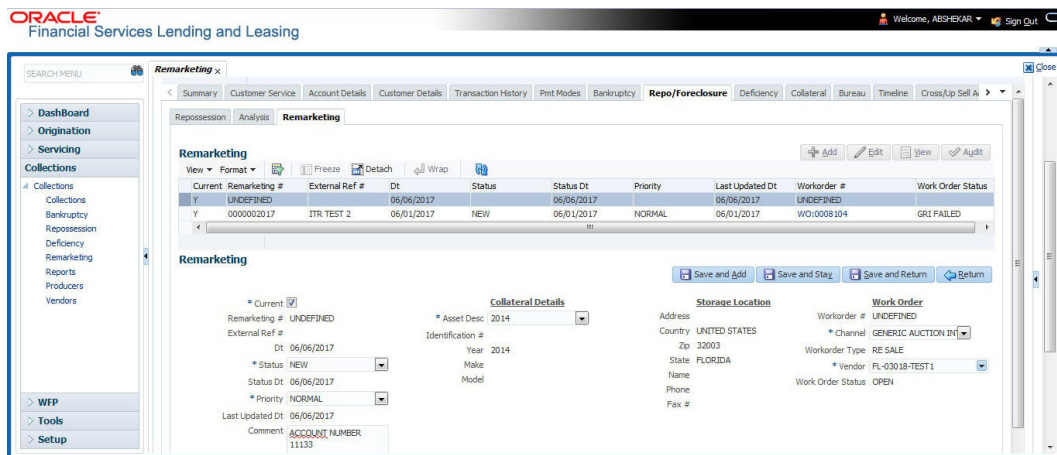 ORACLE®
Financial Services Lending and Leasing
Welcome, ABSHEKAR
Sign Out
SEARCH MENU
Remarketing
Close
Summary Customer Service Account Details Customer Details Transaction History Pmt Modes Bankruptcy Repo/Foreclosure Deficiency Collateral Bureau Timeline Cross/Up Sell A
Repossession Analysis Remarketing
DashBoard
Origination
Servicing
Collections
Collections
Collections
Bankruptcy
Repossession
Deficiency
Remarketing
Reports
Producers
Vendors
WFP
Tools
Setup
Remarketing
Add Edit View Audit
View Format Freeze Detach Wrap
Current Remarketing # External Ref # Dt Status Status Dt Priority Last Updated Dt Workorder # Work Order Status
Y UNDEFINED 06/06/2017 06/06/2017 06/06/2017 UNDEFINED
Y 0000002017 ITR TEST 2 06/01/2017 NEW 06/01/2017 NORMAL 06/01/2017 WO:0008104 GRI FAILED
Remarketing
Save and Add Save and Stay Save and Return Return
* Current
Remarketing # UNDEFINED
External Ref #
Dt 06/06/2017
* Status NEW
Status Dt 06/06/2017
* Priority NORMAL
Last Updated Dt 06/06/2017
Comment ACCOUNT NUMBER
11133
Collateral Details
* Asset Desc 2014
Identification #
Year 2014
Make
Model
Storage Location
Address
Country UNITED STATES
Zip 32003
State FLORIDA
Name
Phone
Fax #
Work Order
Workorder # UNDEFINED
* Channel GENERIC AUCTION INT
Workorder Type RE SALE
* Vendor FL-03018-TEST1
Work Order Status OPEN